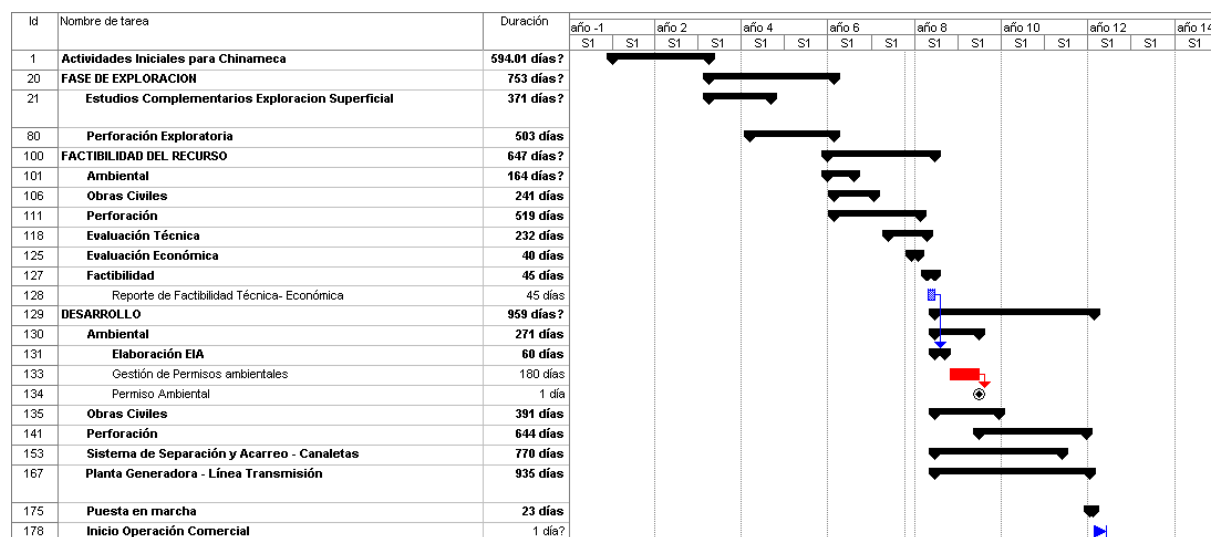 Id Nombre de tarea Duración año -1 año 2 año 4 año 6 año 8 año 10 año 12 año 14
S1 S1 S1 S1 S1 S1 S1 S1 S1 S1 S1 S1 S1 S1 S1
1 Actividades Iniciales para Chinameca 594.01 días?
20 FASE DE EXPLORACION 753 días?
21 Estudios Complementarios Exploracion Superficial 371 días?
80 Perforación Exploratoria 503 días
100 FACTIBILIDAD DEL RECURSO 647 días?
101 Ambiental 164 días?
106 Obras Civiles 241 días
111 Perforación 519 días
118 Evaluación Técnica 232 días
125 Evaluación Económica 40 días
127 Factibilidad 45 días
128 Reporte de Factibilidad Técnica- Económica 45 días
129 DESARROLLO 959 días?
130 Ambiental 271 días
131 Elaboración EIA 60 días
133 Gestión de Permisos ambientales 180 días
134 Permiso Ambiental 1 día
135 Obras Civiles 391 días
141 Perforación 644 días
153 Sistema de Separación y Acarreo - Canaletas 770 días
167 Planta Generadora - Línea Transmisión 935 días
175 Puesta en marcha 23 días
178 Inicio Operación Comercial 1 día?